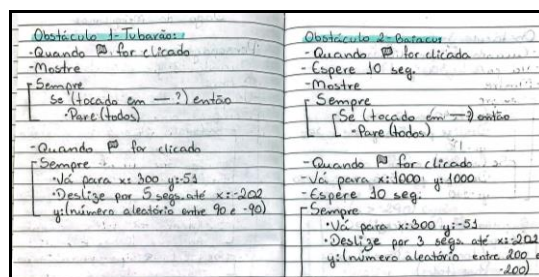 Obstáculo 1- Tubarão:
-Quando for clicado
-Mostre
Sempre
Se (tocado em — ?) então
•Pare (todos)
-Quando for clicado
Sempre
•Vá para x: 300 y:-51
•Deslize por 5 segs. até x:-202
y:(número aleatório entre 90 e -90)
Obstáculo 2- Baiacu:
-Quando for clicada
-Espere 10 seg.
-Mostre
Sempre
Se (tocado em —?) então
•Pare (todos)
-Quando for clicado
-Vá para x:1000 y:1000
-Espere 10 seg.
Sempre
•Vá para x:300 y:-51
•Deslize por 3 segs até x:-202
y:(número aleatório entre 200 e
-200)